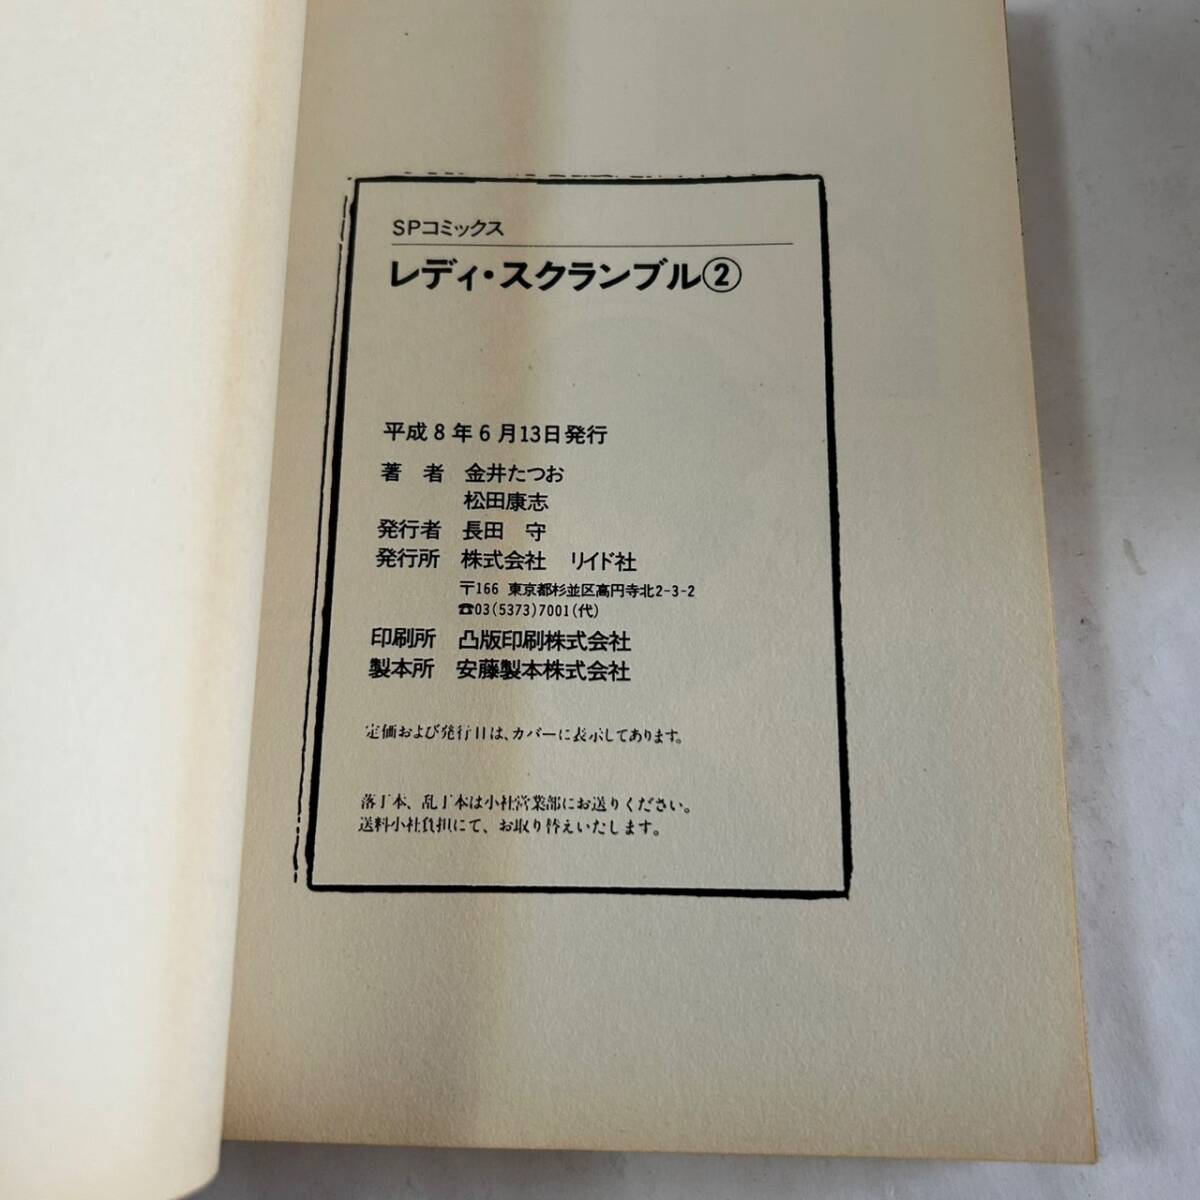 SPコミックス
レディ・スクランブル②
平成8年6月13日発行
著者 金井たつお
松田康志
発行者 長田 守
発行所 株式会社 リイド社
〒166 東京都杉並区高円寺北2-3-2
☎03(5373)7001(代)
印刷所 凸版印刷株式会社
製本所 安藤製本株式会社
定価および発行日は、カバーに表示してあります。
落丁本、乱丁本は小社営業部にお送りください。
送料小社負担にて、お取り替えいたします。